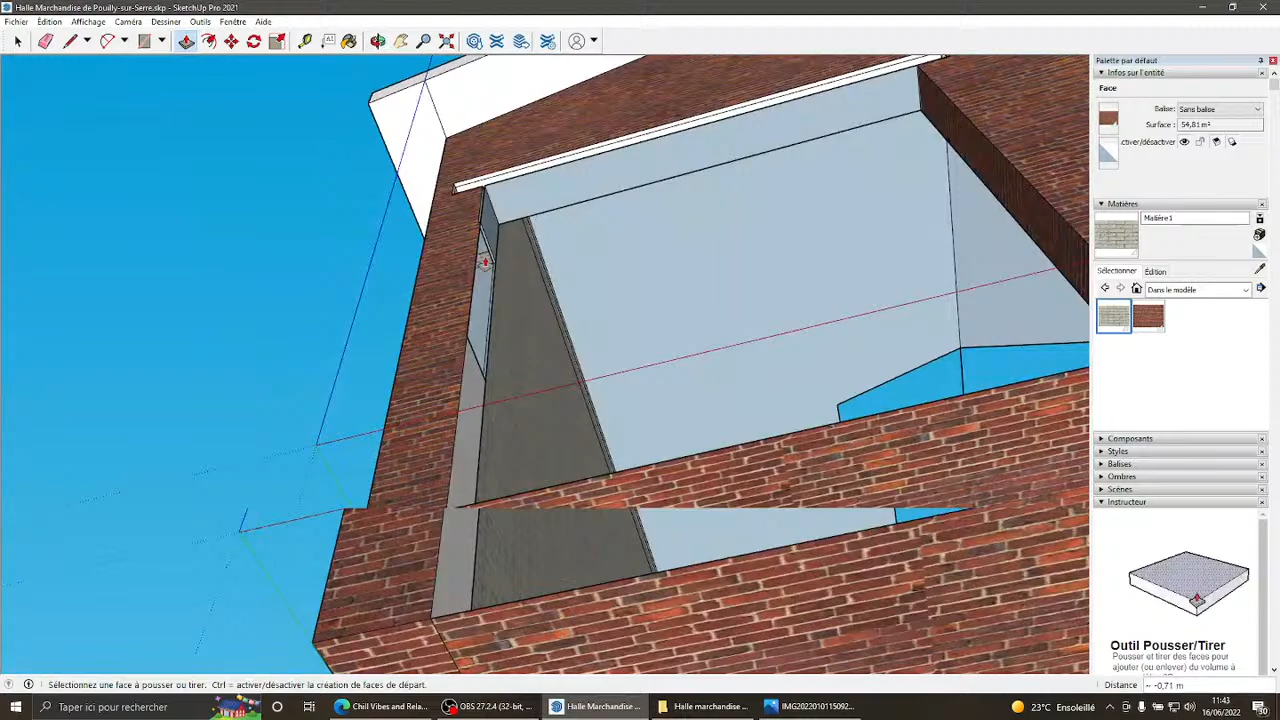 Halle Marchandise de Pouilly-sur-Serre.skp - SketchUp Pro 2021
Fichier Édition Affichage Caméra Dessiner Outils Fenêtre Aide
Palette par défaut
Infos sur l'entité
Face
Balise: Sans balise
Surface : 54,81 m²
.ctiver/désactiver
Matières
Matière1
Sélectionner Édition
Dans le modèle
Composants
Styles
Balises
Ombres
Scènes
Instructeur
Outil Pousser/Tirer
Pousser et tirer des faces pour
ajouter (ou enlever) du volume à
Sélectionnez une face à pousser ou tirer. Ctrl = activer/désactiver la création de faces de départ.
Distance ~ -0,71 m
Taper ici pour rechercher
Chill Vibes and Rela...
OBS 27.2.4 (32-bit, ...
Halle Marchandise ...
Halle marchandise ...
IMG2022010115092...
23°C Ensoleillé
11:43
16/06/2022